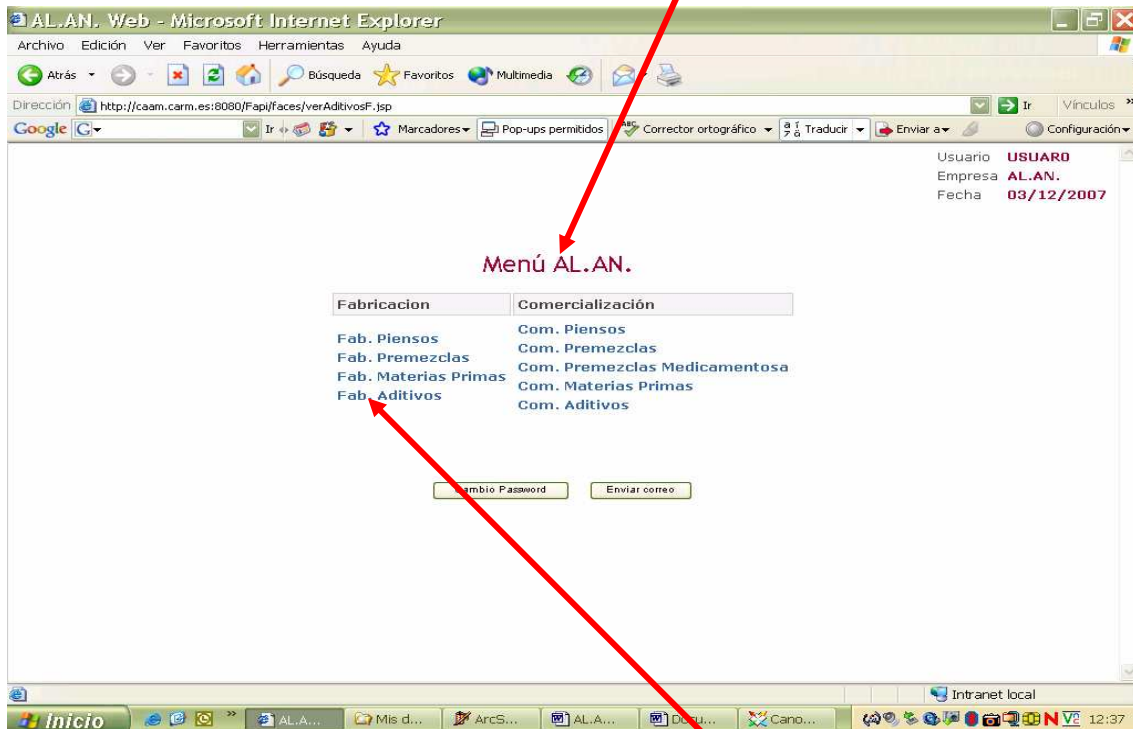 AL.AN. Web - Microsoft Internet Explorer
Archivo Edición Ver Favoritos Herramientas Ayuda
Atrás Búsqueda Favoritos Multimedia
Dirección http://caam.carm.es:8080/Fapi/faces/verAditivosF.jsp Ir Vínculos »
Google G Ir Marcadores Pop-ups permitidos Corrector ortográfico Traducir Enviar a Configuración
Usuario USUAR0
Empresa AL.AN.
Fecha 03/12/2007
Menú AL.AN.
Fabricacion Comercialización
Fab. Piensos
Fab. Premezclas
Fab. Materias Primas
Fab. Aditivos
Com. Piensos
Com. Premezclas
Com. Premezclas Medicamentosa
Com. Materias Primas
Com. Aditivos
Cambio Password Enviar correo
Intranet local
Inicio » AL.A... Mis d... ArcS... AL.A... Docu... Cano... 12:37